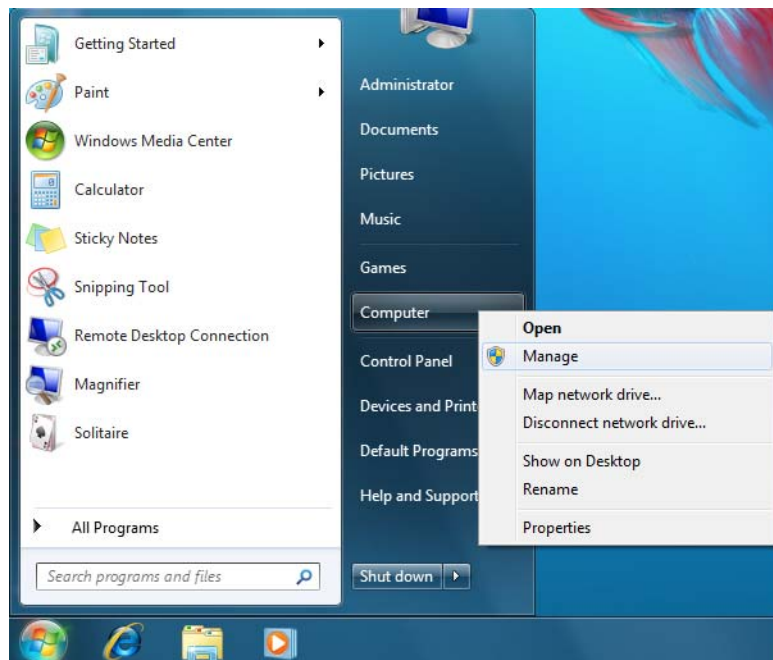 Getting Started
Paint
Windows Media Center
Calculator
Sticky Notes
Snipping Tool
Remote Desktop Connection
Magnifier
Solitaire
All Programs
Search programs and files
Administrator
Documents
Pictures
Music
Games
Computer
Control Panel
Devices and Print
Default Programs
Help and Support
Shut down
Open
Manage
Map network drive...
Disconnect network drive...
Show on Desktop
Rename
Properties